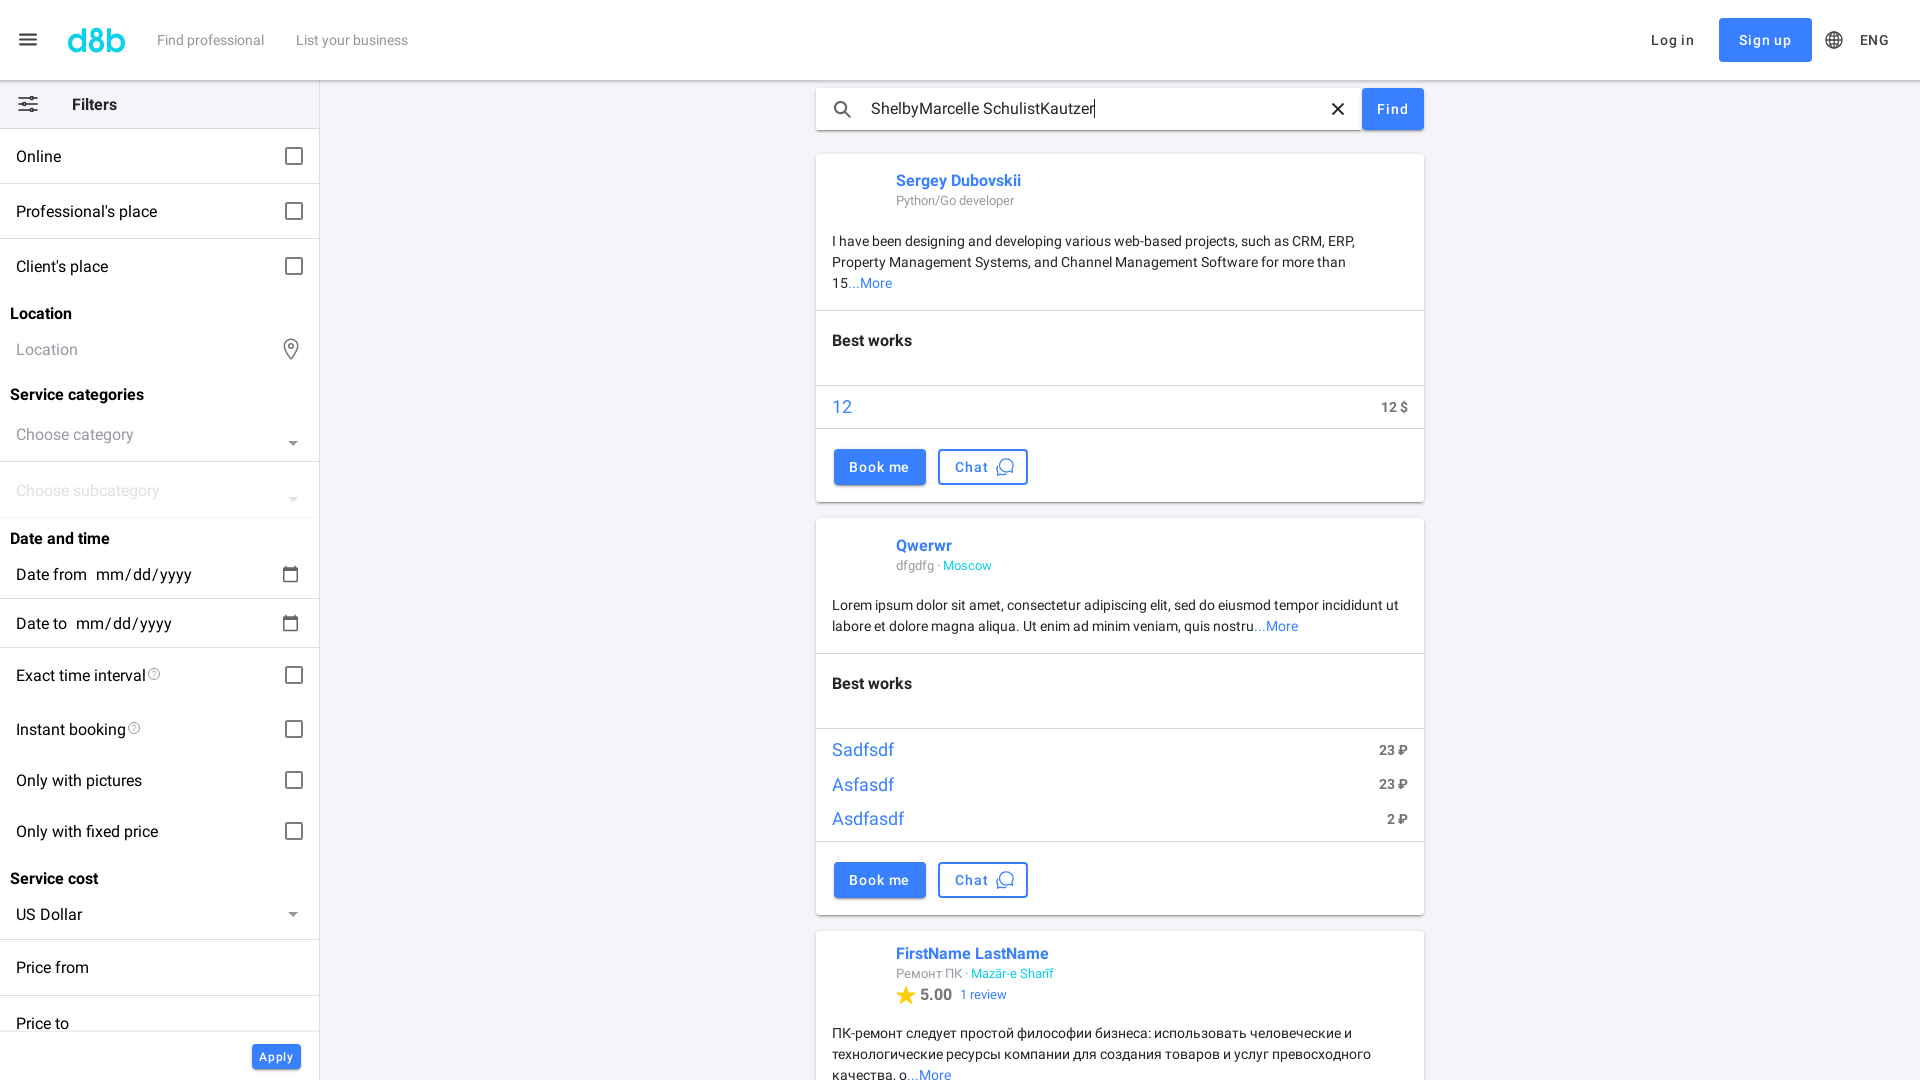 d8b
Find professional
List your business
Log in
Sign up
ENG
Filters
Online
Professional's place
Client's place
Location
Location
Service categories
Choose category
Choose subcategory
Date and time
Date from mm/dd/yyyy
Date to mm/dd/yyyy
Exact time interval
Instant booking
Only with pictures
Only with fixed price
Service cost
US Dollar
Price from
Price to
Apply
ShelbyMarcelle SchulistKautzer
Find
Sergey Dubovskii
Python/Go developer
I have been designing and developing various web-based projects, such as CRM, ERP,
Property Management Systems, and Channel Management Software for more than
15...More
Best works
12 12 $
Book me Chat
Qwerwr
dfgdfg · Moscow
Lorem ipsum dolor sit amet, consectetur adipiscing elit, sed do eiusmod tempor incididunt ut
labore et dolore magna aliqua. Ut enim ad minim veniam, quis nostru...More
Best works
Sadfsdf 23 ₽
Asfasdf 23 ₽
Asdfasdf 2 ₽
Book me Chat
FirstName LastName
Ремонт ПК · Mazār-e Sharīf
5.00 1 review
ПК-ремонт следует простой философии бизнеса: использовать человеческие и
технологические ресурсы компании для создания товаров и услуг превосходного
качества, о...More